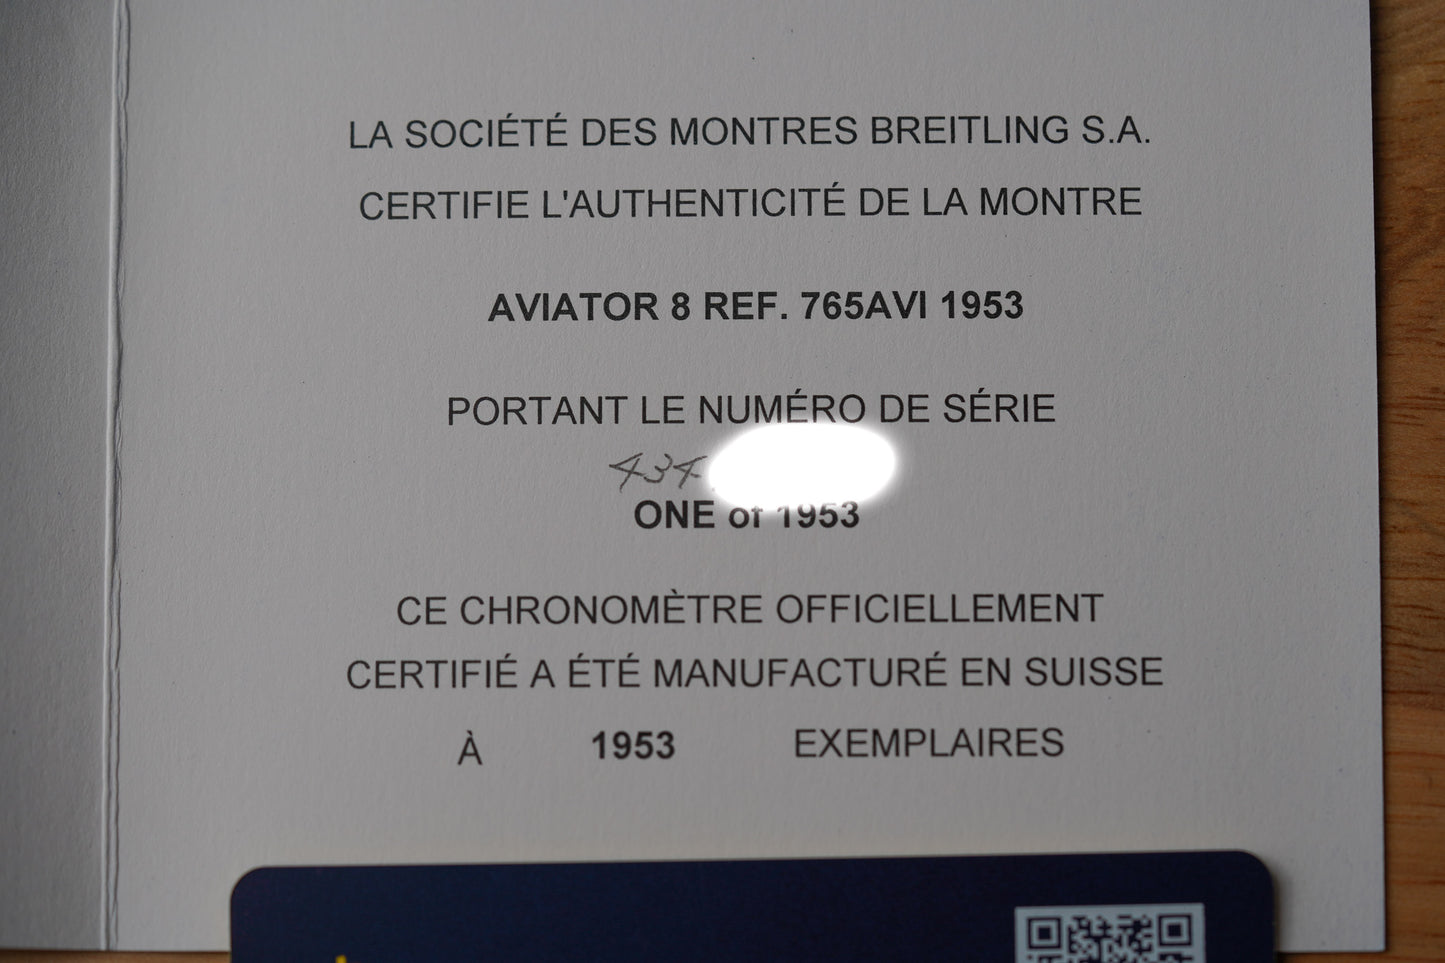 LA SOCIÉTÉ DES MONTRES BREITLING S.A.
CERTIFIE L'AUTHENTICITÉ DE LA MONTRE
AVIATOR 8 REF. 765AVI 1953
PORTANT LE NUMÉRO DE SÉRIE
434
ONE of 1953
CE CHRONOMÈTRE OFFICIELLEMENT
CERTIFIÉ A ÉTÉ MANUFACTURÉ EN SUISSE
À 1953 EXEMPLAIRES